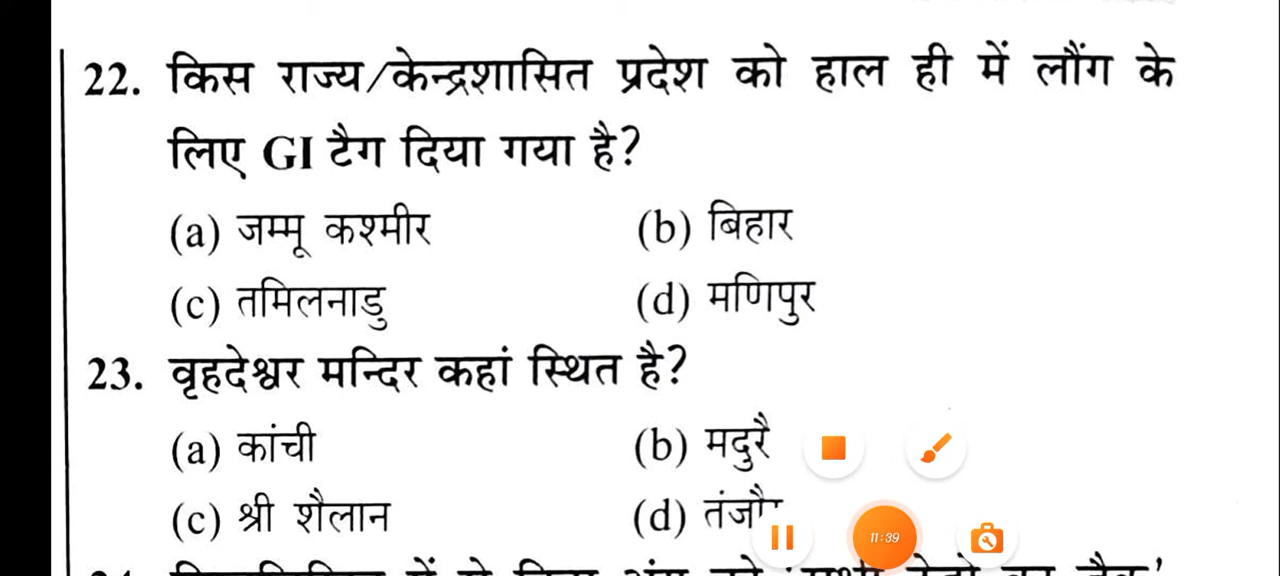 22. किस राज्य/केन्द्रशासित प्रदेश को हाल ही में लौंग के
लिए GI टैग दिया गया है?
(a) जम्मू कश्मीर (b) बिहार
(c) तमिलनाडु (d) मणिपुर
23. वृहदेश्वर मन्दिर कहां स्थित है?
(a) कांची (b) मदुरै
(c) श्री शैलान (d)
11:39